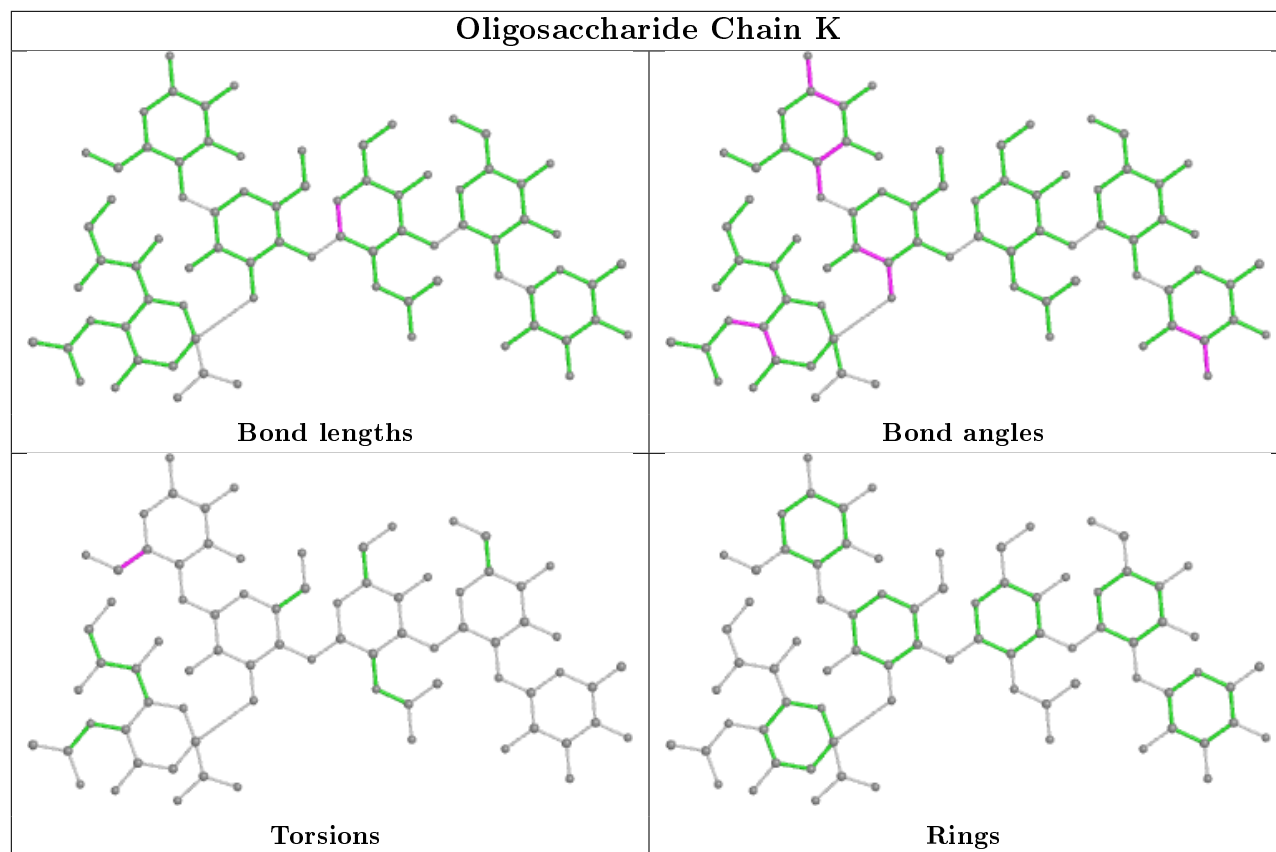 Oligosaccharide Chain K
Bond lengths
Bond angles
Torsions
Rings